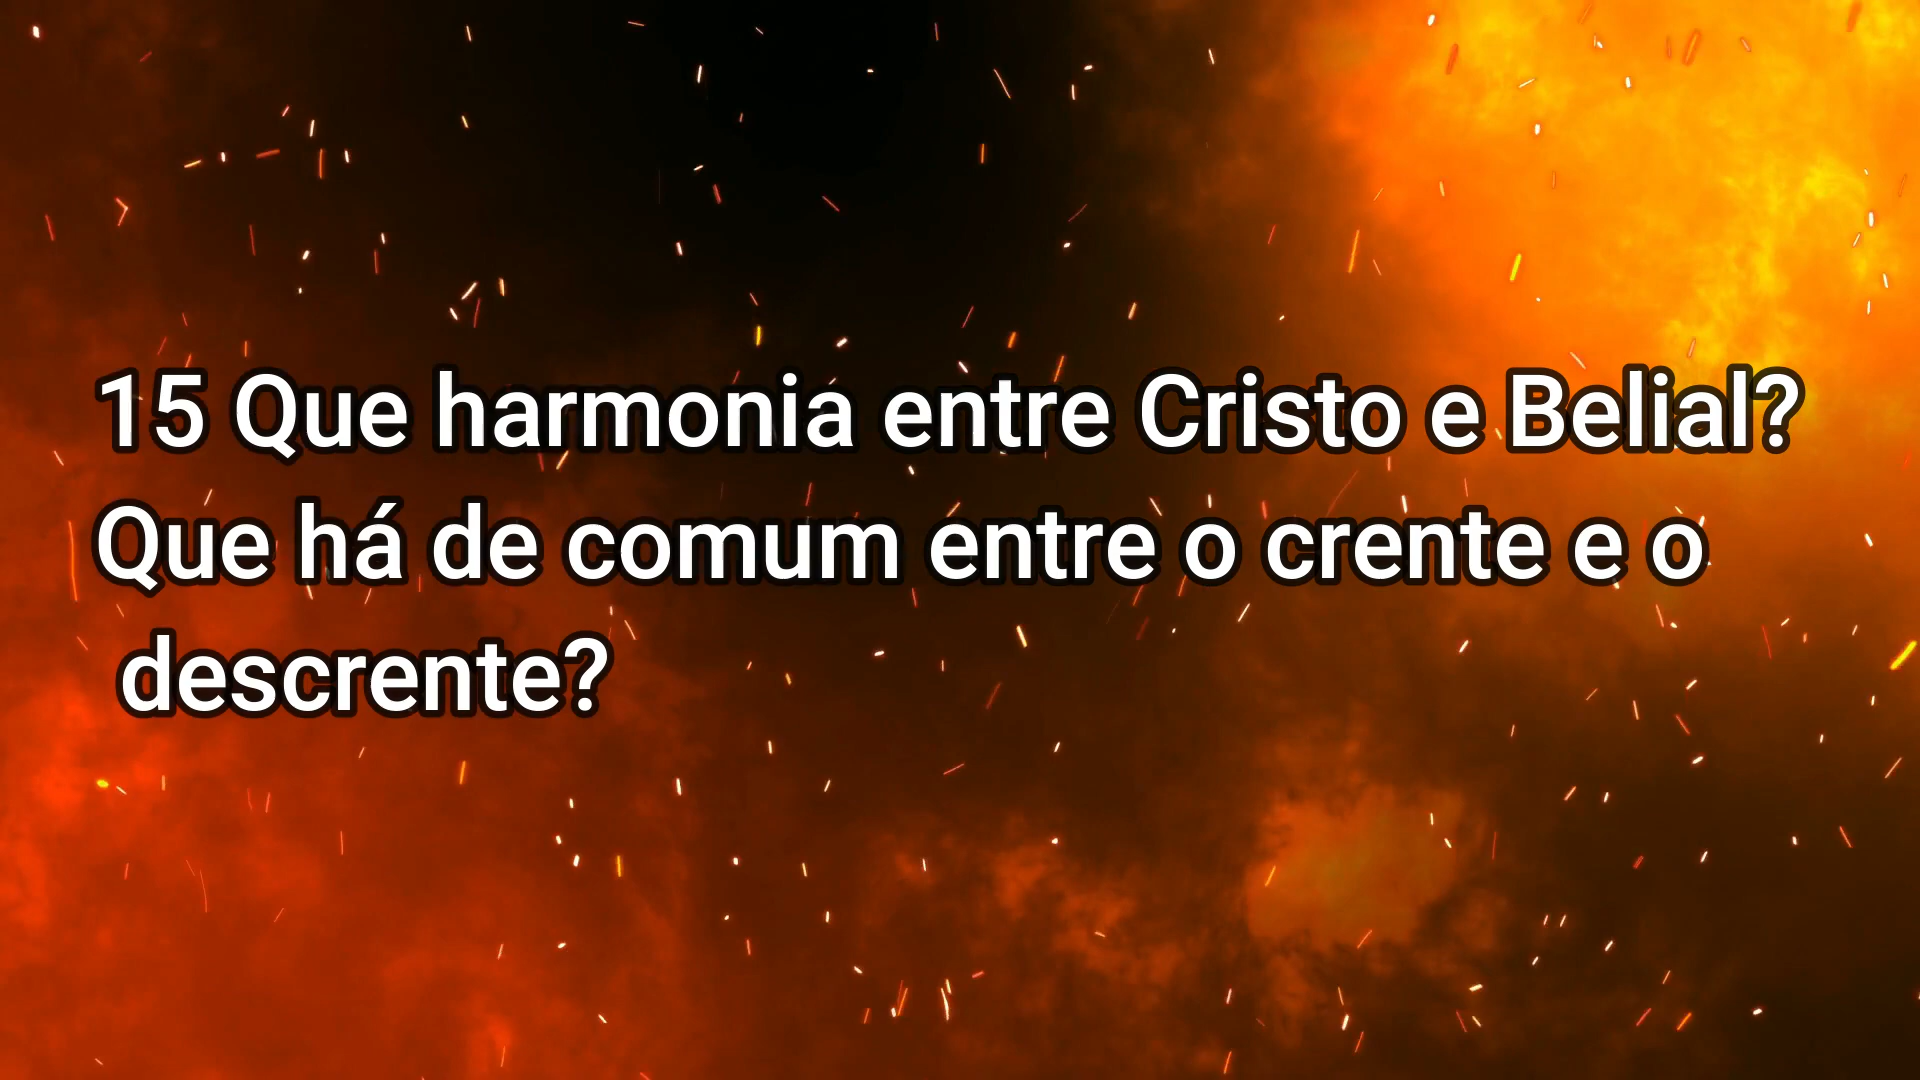 15 Que harmonia entre Cristo e Belial?
Que há de comum entre o crente e o
descrente?